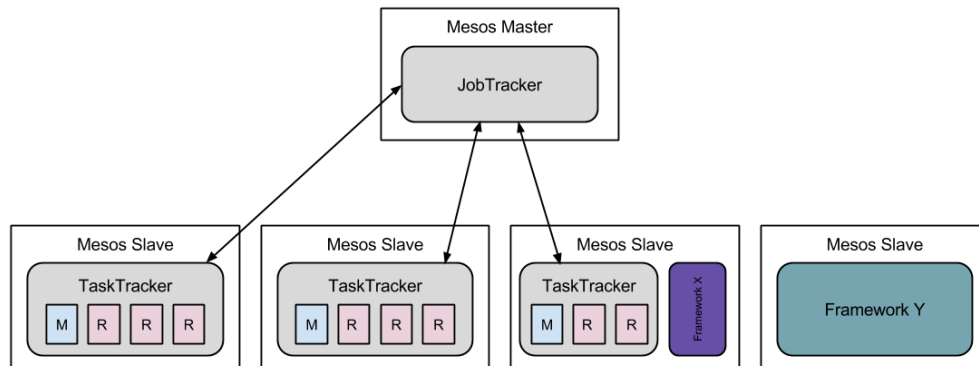 Mesos Master
JobTracker
Mesos Slave
TaskTracker
M R R R
Mesos Slave
TaskTracker
M R R R
Mesos Slave
TaskTracker
M R R
Framework X
Mesos Slave
Framework Y